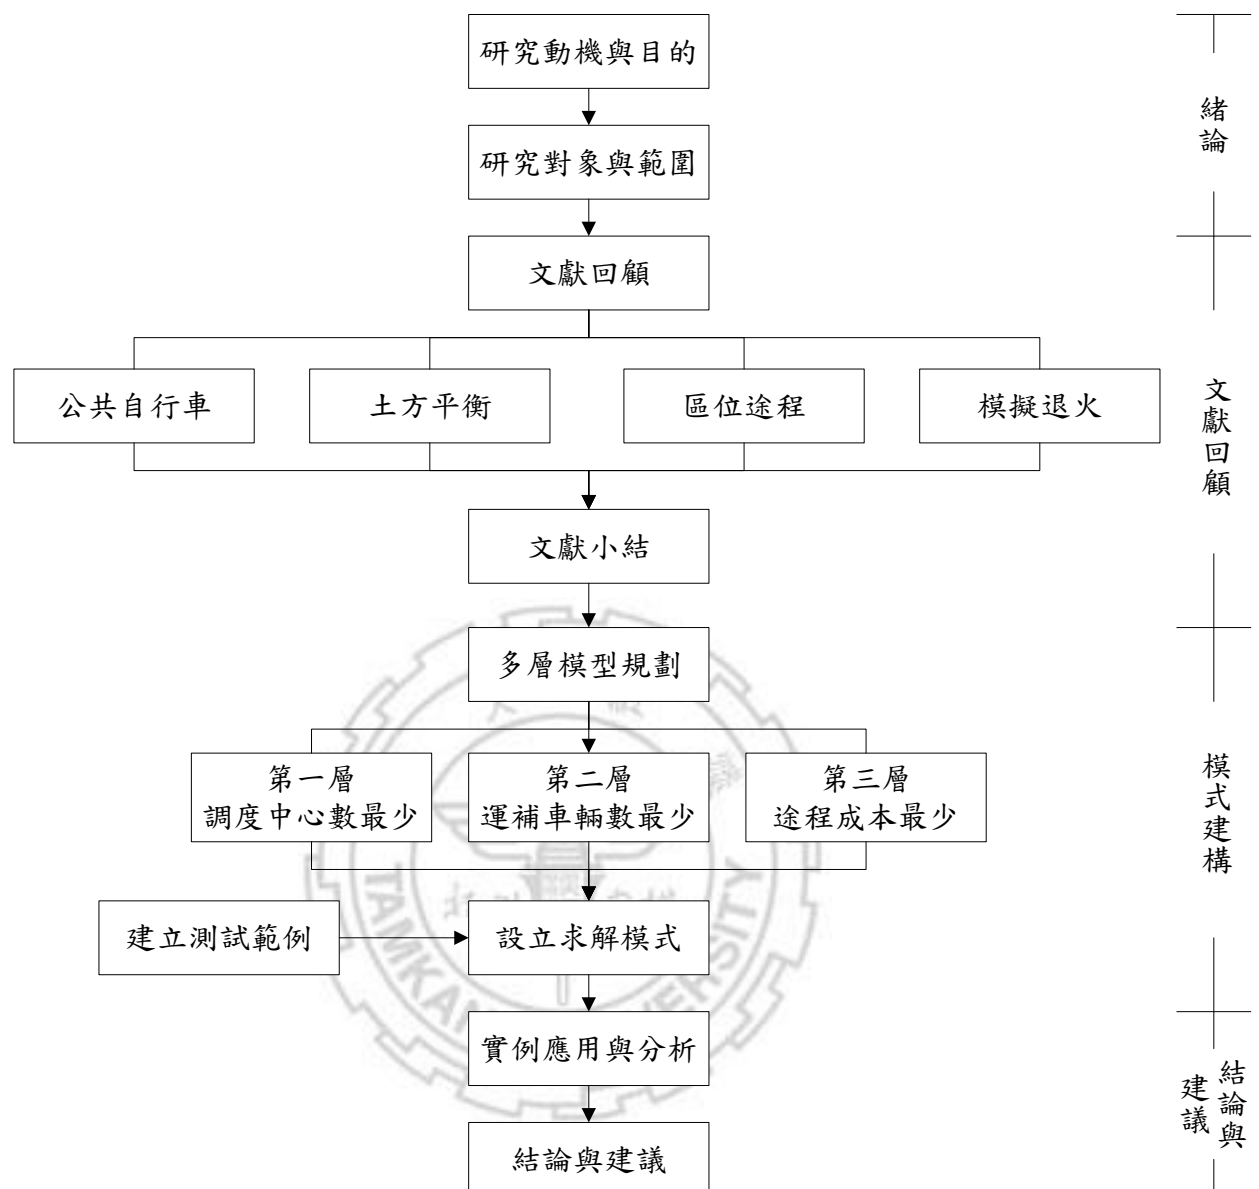 研究動機與目的
研究對象與範圍
文獻回顧
公共自行車
土方平衡
區位途程
模擬退火
文獻小結
多層模型規劃
第一層
調度中心數最少
第二層
運補車輛數最少
第三層
途程成本最少
建立測試範例
設立求解模式
實例應用與分析
結論與建議
緒論
文獻回顧
模式建構
結論與
建議
TAMKANG UNIVERSITY